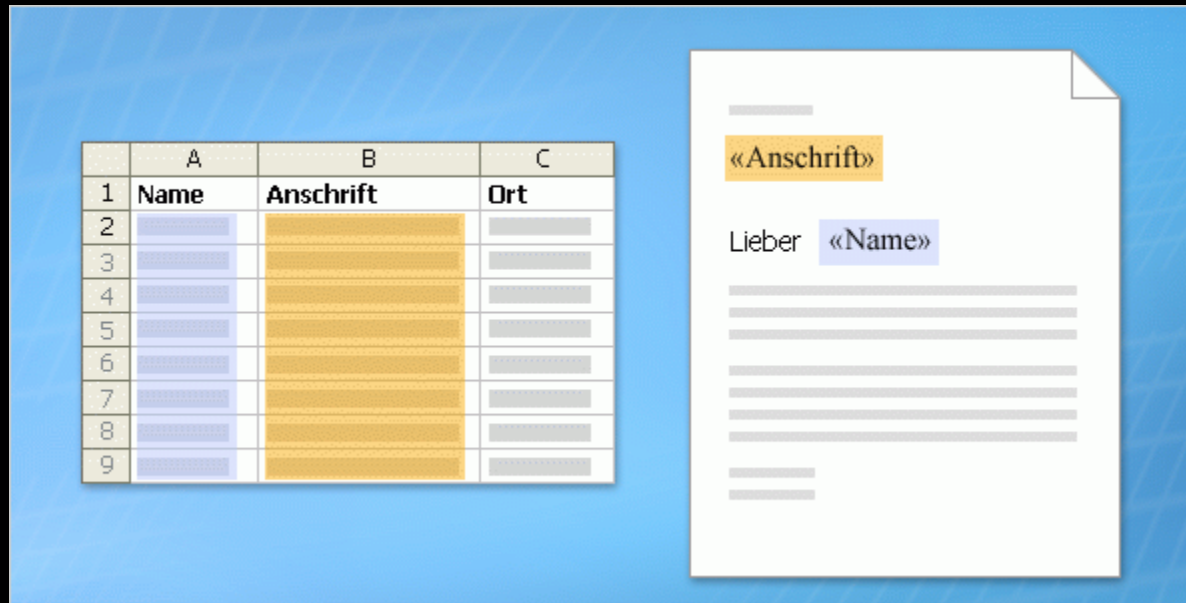 A B C
1 Name Anschrift Ort
2
3
4
5
6
7
8
9
«Anschrift»
Lieber «Name»